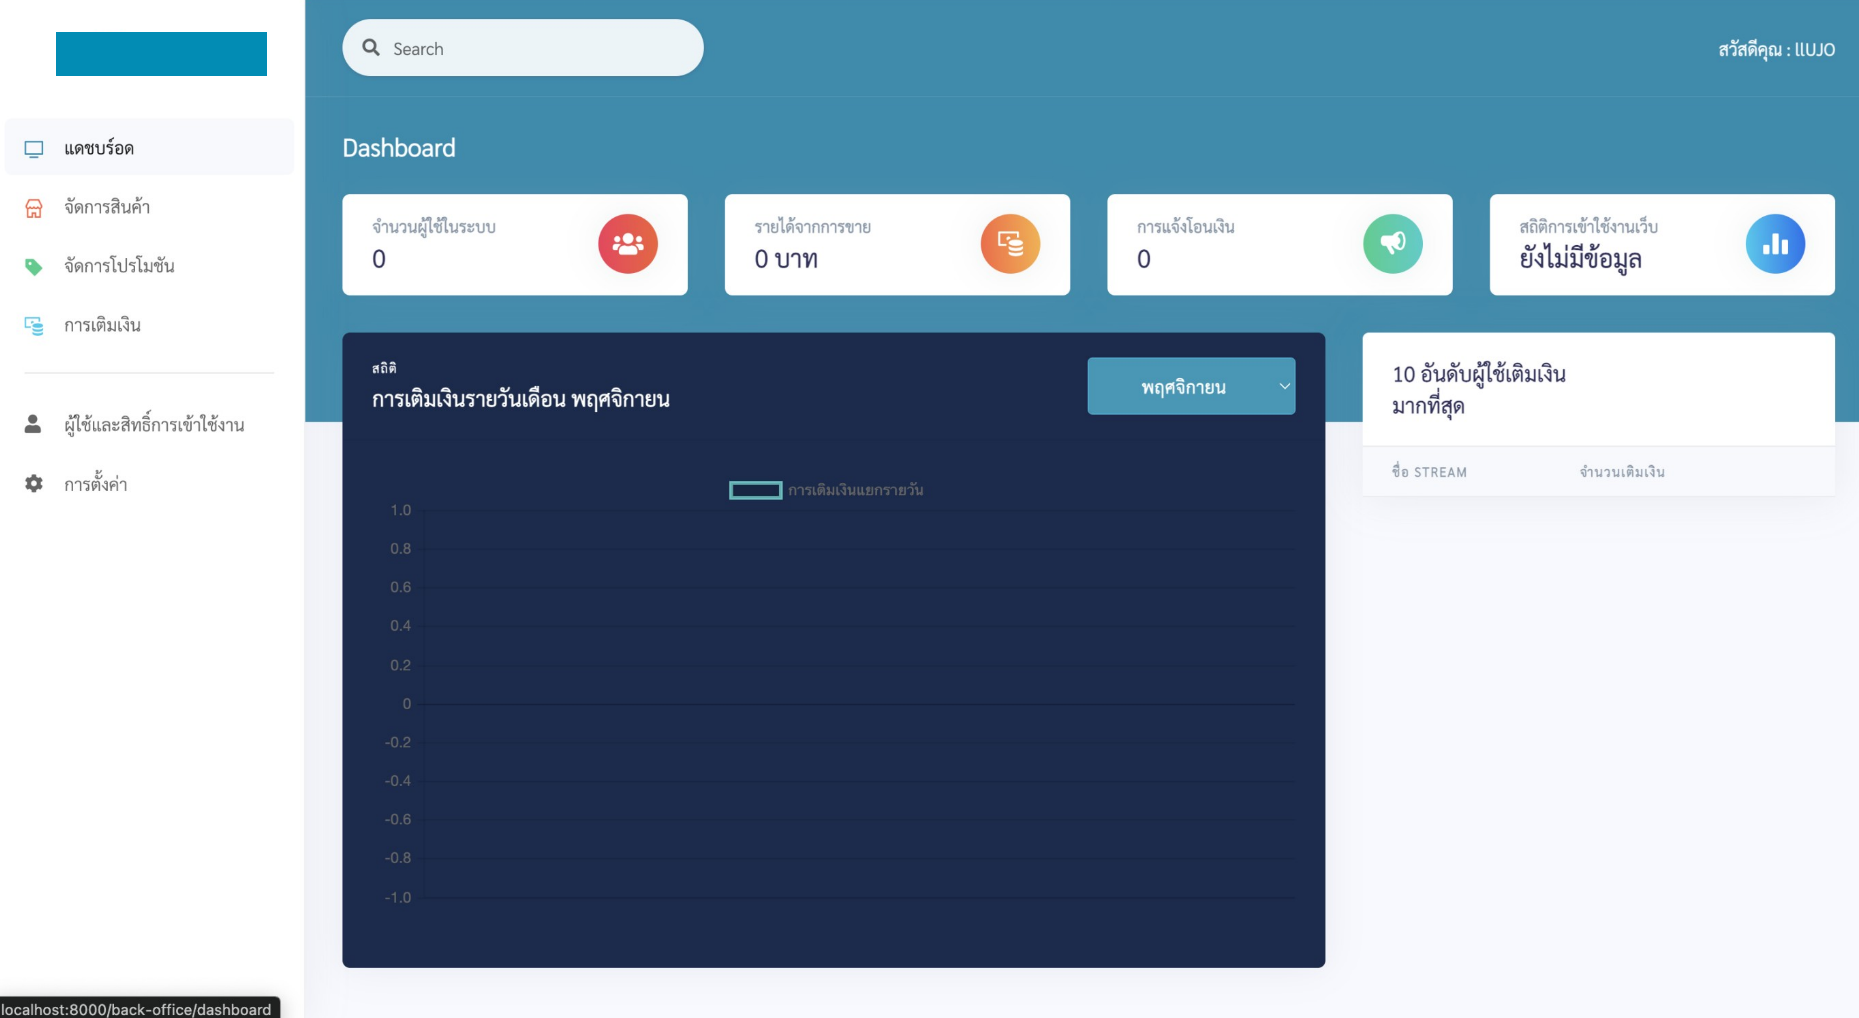 Search
สวัสดีคุณ : llUJO
แดชบร์อด
จัดการสินค้า
จัดการโปรโมชัน
การเติมเงิน
ผู้ใช้และสิทธิ์การเข้าใช้งาน
การตั้งค่า
Dashboard
จำนวนผู้ใช้ในระบบ
0
รายได้จากการขาย
0 บาท
การแจ้งโอนเงิน
0
สถิติการเข้าใช้งานเว็บ
ยังไม่มีข้อมูล
สถิติ
การเติมเงินรายวันเดือน พฤศจิกายน
พฤศจิกายน
การเติมเงินแยกรายวัน
1.0
0.8
0.6
0.4
0.2
0
-0.2
-0.4
-0.6
-0.8
-1.0
10 อันดับผู้ใช้เติมเงิน
มากที่สุด
ชื่อ STREAM จำนวนเติมเงิน
localhost:8000/back-office/dashboard